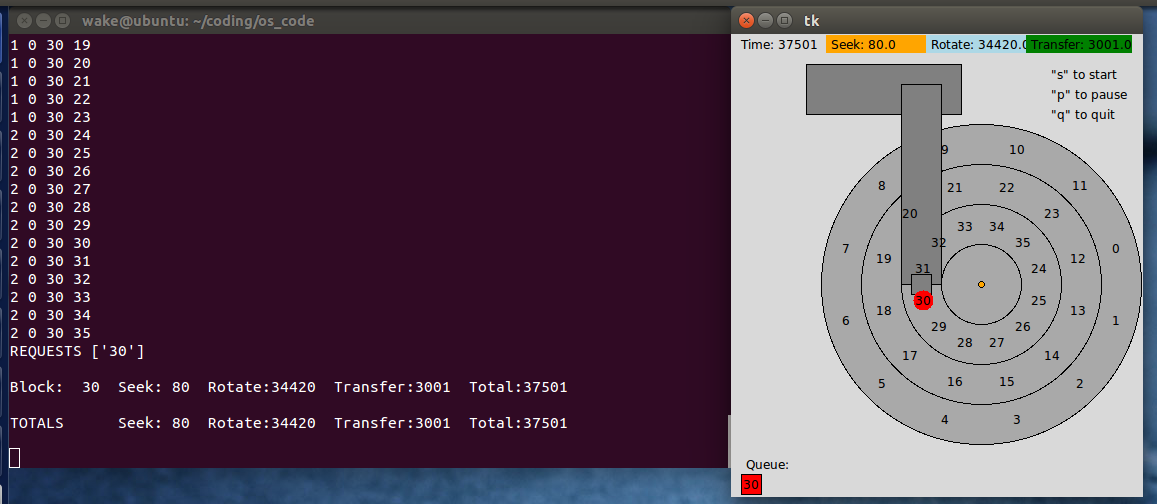 wake@ubuntu: ~/coding/os_code
1 0 30 19
1 0 30 20
1 0 30 21
1 0 30 22
1 0 30 23
2 0 30 24
2 0 30 25
2 0 30 26
2 0 30 27
2 0 30 28
2 0 30 29
2 0 30 30
2 0 30 31
2 0 30 32
2 0 30 33
2 0 30 34
2 0 30 35
REQUESTS ['30']
Block:  30  Seek: 80  Rotate:34420  Transfer:3001  Total:37501
TOTALS      Seek: 80  Rotate:34420  Transfer:3001  Total:37501
tk
Time: 37501 Seek: 80.0 Rotate: 34420.0 Transfer: 3001.0
"s" to start
"p" to pause
"q" to quit
9 10
8 11
21 22
20 23
33 34
7 32 35 0
19 31 24 12
30 25
18 13
6 29 26 1
28 27
17 14
5 16 15 2
4 3
Queue:
30